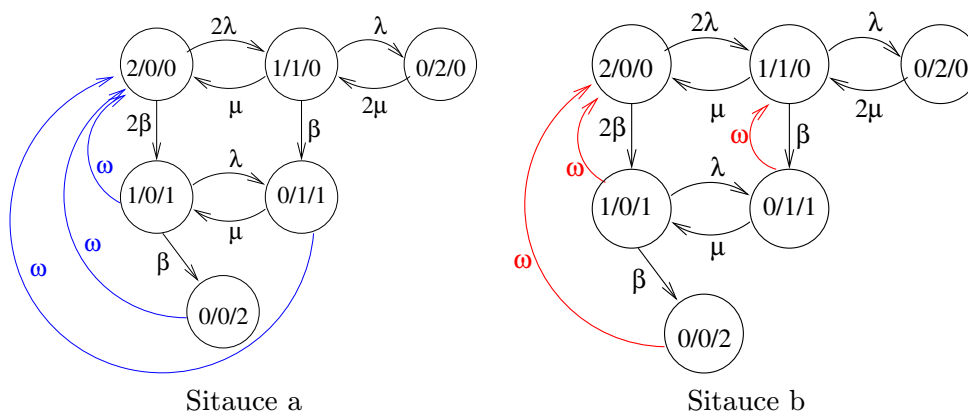 2λ λ
2/0/0 1/1/0 0/2/0
μ 2μ
2β β
ω λ
1/0/1 0/1/1
ω μ
ω β
0/0/2
Sitauce a
2λ λ
2/0/0 1/1/0 0/2/0
μ 2μ
2β ω β
ω λ
1/0/1 0/1/1
μ
ω β
0/0/2
Sitauce b